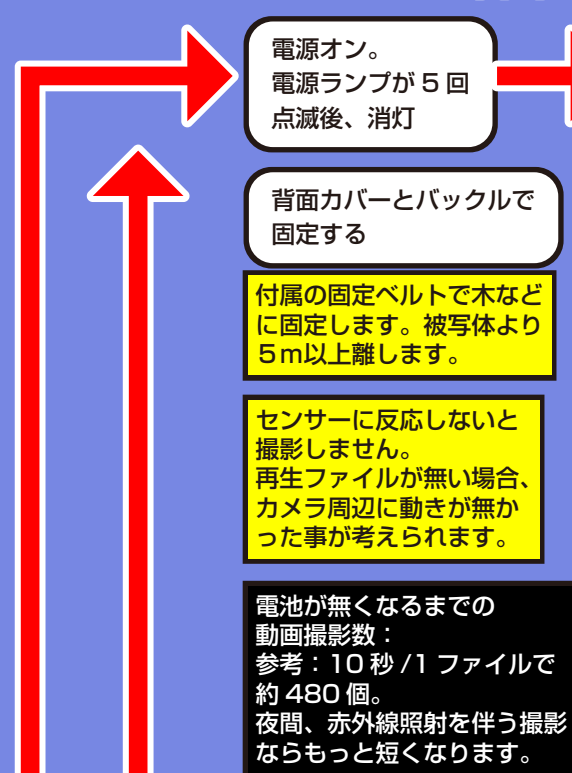 電源オン。
電源ランプが５回
点滅後、消灯
背面カバーとバックルで
固定する
付属の固定ベルトで木など
に固定します。被写体より
５ｍ以上離します。
センサーに反応しないと
撮影しません。
再生ファイルが無い場合、
カメラ周辺に動きが無か
った事が考えられます。
電池が無くなるまでの
動画撮影数：
参考：10 秒 /1 ファイルで
約 480 個。
夜間、赤外線照射を伴う撮影
ならもっと短くなります。